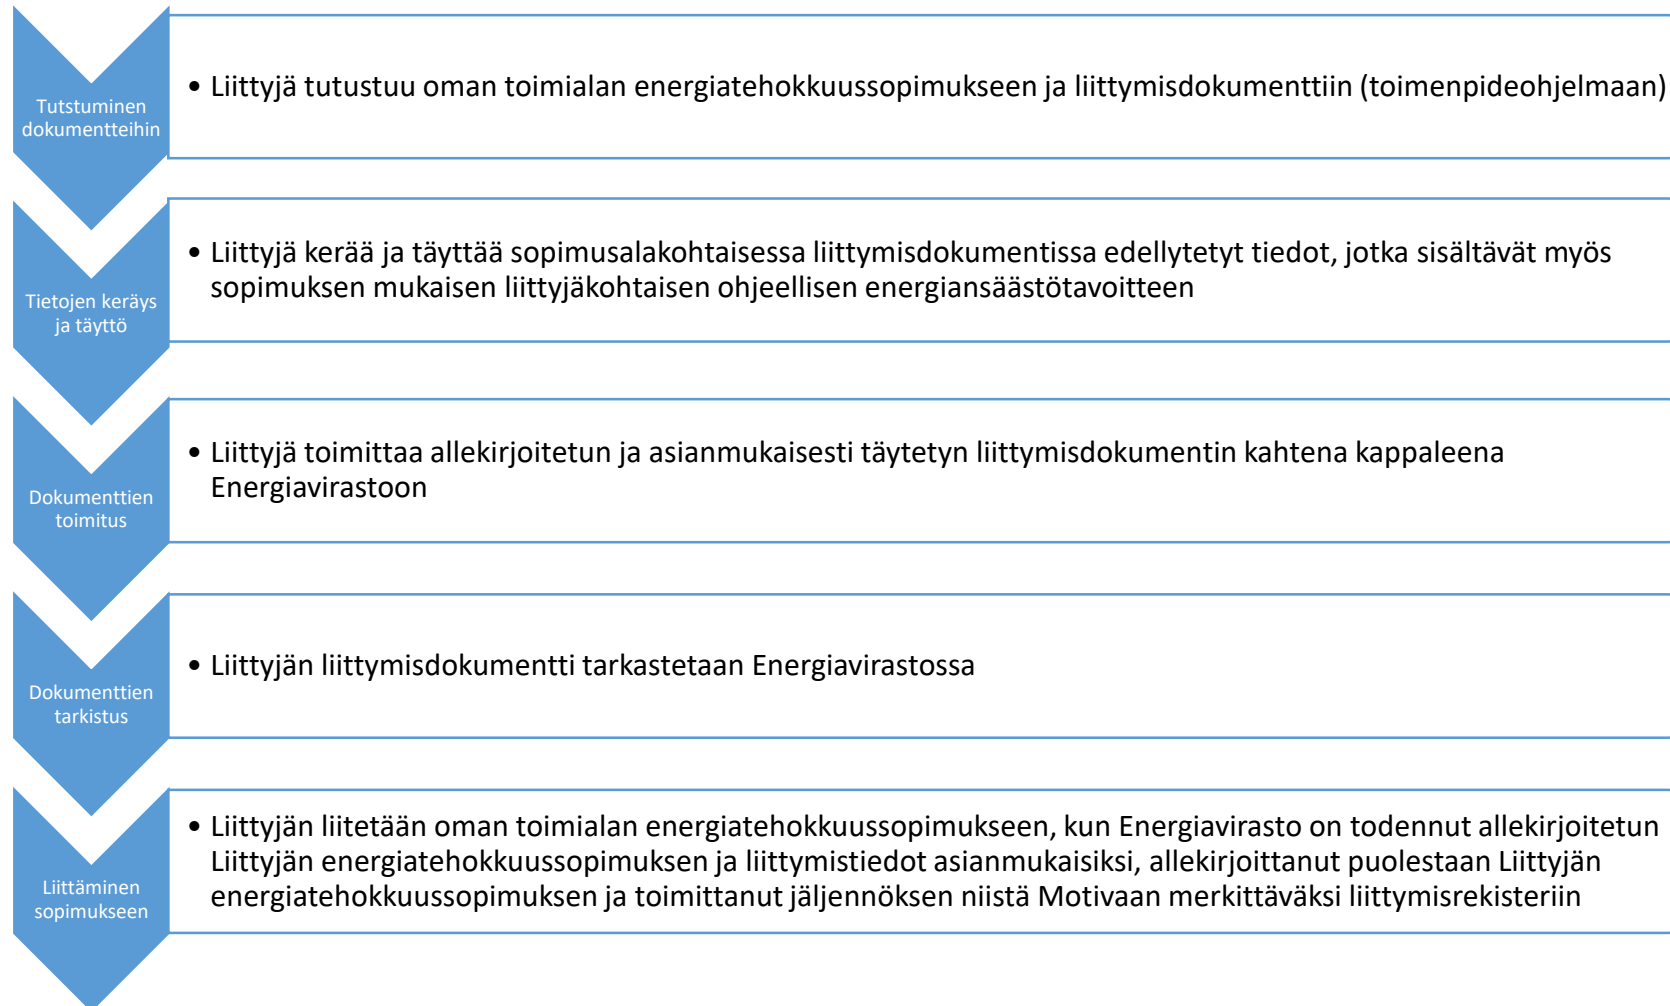 Tutstuminen
dokumentteihin
• Liittyjä tutustuu oman toimialan energiatehokkuussopimukseen ja liittymisdokumenttiin (toimenpideohjelmaan)
Tietojen keräys
ja täyttö
• Liittyjä kerää ja täyttää sopimusalakohtaisessa liittymisdokumentissa edellytetyt tiedot, jotka sisältävät myös
sopimuksen mukaisen liittyjäkohtaisen ohjeellisen energiansäästötavoitteen
Dokumenttien
toimitus
• Liittyjä toimittaa allekirjoitetun ja asianmukaisesti täytetyn liittymisdokumentin kahtena kappaleena
Energiavirastoon
Dokumenttien
tarkistus
• Liittyjän liittymisdokumentti tarkastetaan Energiavirastossa
Liittäminen
sopimukseen
• Liittyjän liitetään oman toimialan energiatehokkuussopimukseen, kun Energiavirasto on todennut allekirjoitetun
Liittyjän energiatehokkuussopimuksen ja liittymistiedot asianmukaisiksi, allekirjoittanut puolestaan Liittyjän
energiatehokkuussopimuksen ja toimittanut jäljennöksen niistä Motivaan merkittäväksi liittymisrekisteriin